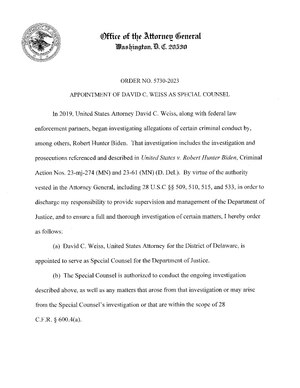 Office of the Attorney General
Washington, D. C. 20530
ORDER NO. 5730-2023
APPOINTMENT OF DAVID C. WEISS AS SPECIAL COUNSEL
In 2019, United States Attorney David C. Weiss, along with federal law
enforcement partners, began investigating allegations of certain criminal conduct by,
among others, Robert Hunter Biden. That investigation includes the investigation and
prosecutions referenced and described in United States v. Robert Hunter Biden, Criminal
Action Nos. 23-mj-274 (MN) and 23-61 (MN) (D. Del.). By virtue of the authority
vested in the Attorney General, including 28 U.S.C §§ 509, 510, 515, and 533, in order to
discharge my responsibility to provide supervision and management of the Department of
Justice, and to ensure a full and thorough investigation of certain matters, I hereby order
as follows:
(a) David C. Weiss, United States Attorney for the District of Delaware, is
appointed to serve as Special Counsel for the Department of Justice.
(b) The Special Counsel is authorized to conduct the ongoing investigation
described above, as well as any matters that arose from that investigation or may arise
from the Special Counsel's investigation or that are within the scope of 28
C.F.R. § 600.4(a).